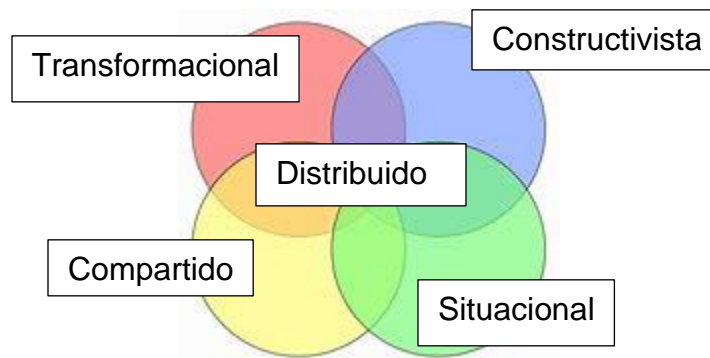 Constructivista
Transformacional
Distribuido
Compartido
Situacional